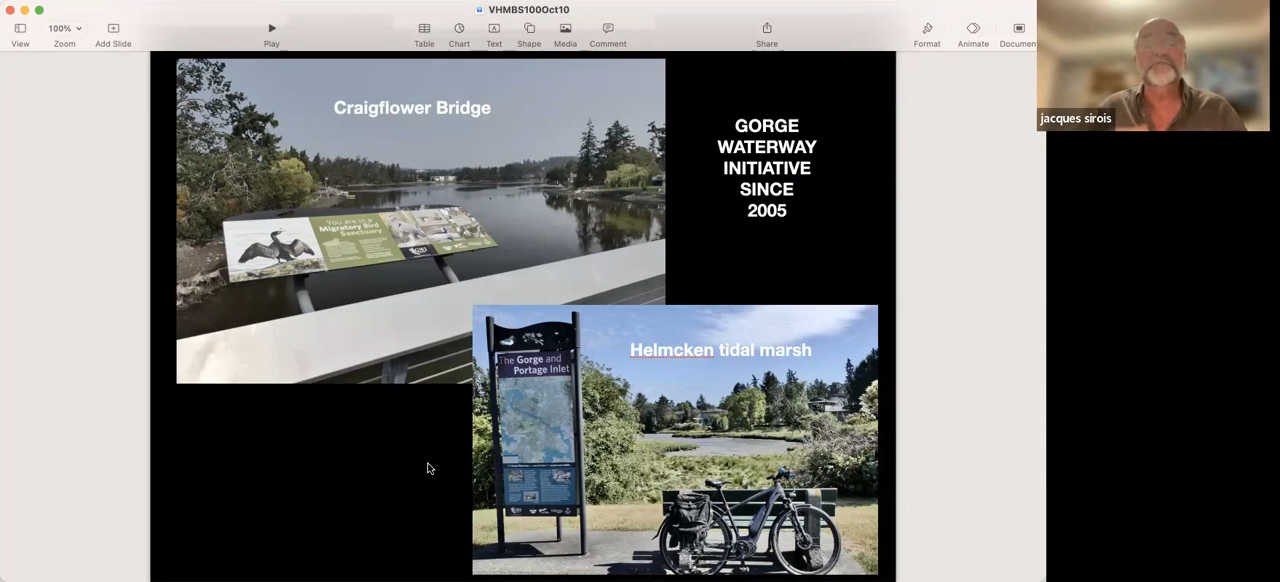 VHMBS100Oct10
100%
View
Zoom
Add Slide
Play
Table
Chart
Text
Shape
Media
Comment
Share
Format
Animate
Documen
jacques sirois
Craigflower Bridge
GORGE
WATERWAY
INITIATIVE
SINCE
2005
You are in a
Migratory Bird
Sanctuary
Helmcken tidal marsh
The Gorge and
Portage Inlet